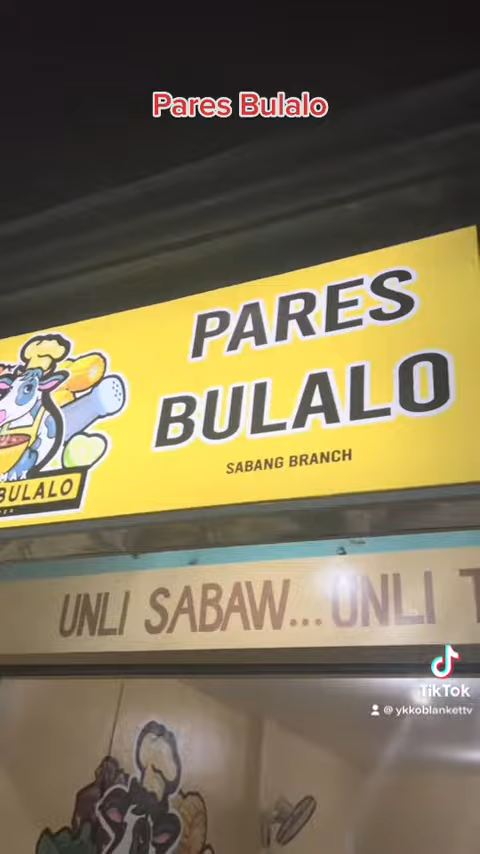 Pares Bulalo
PARES
BULALO
SABANG BRANCH
BULALO
UNLI SABAW...UNLI T
TikTok
@ ykkoblankettv